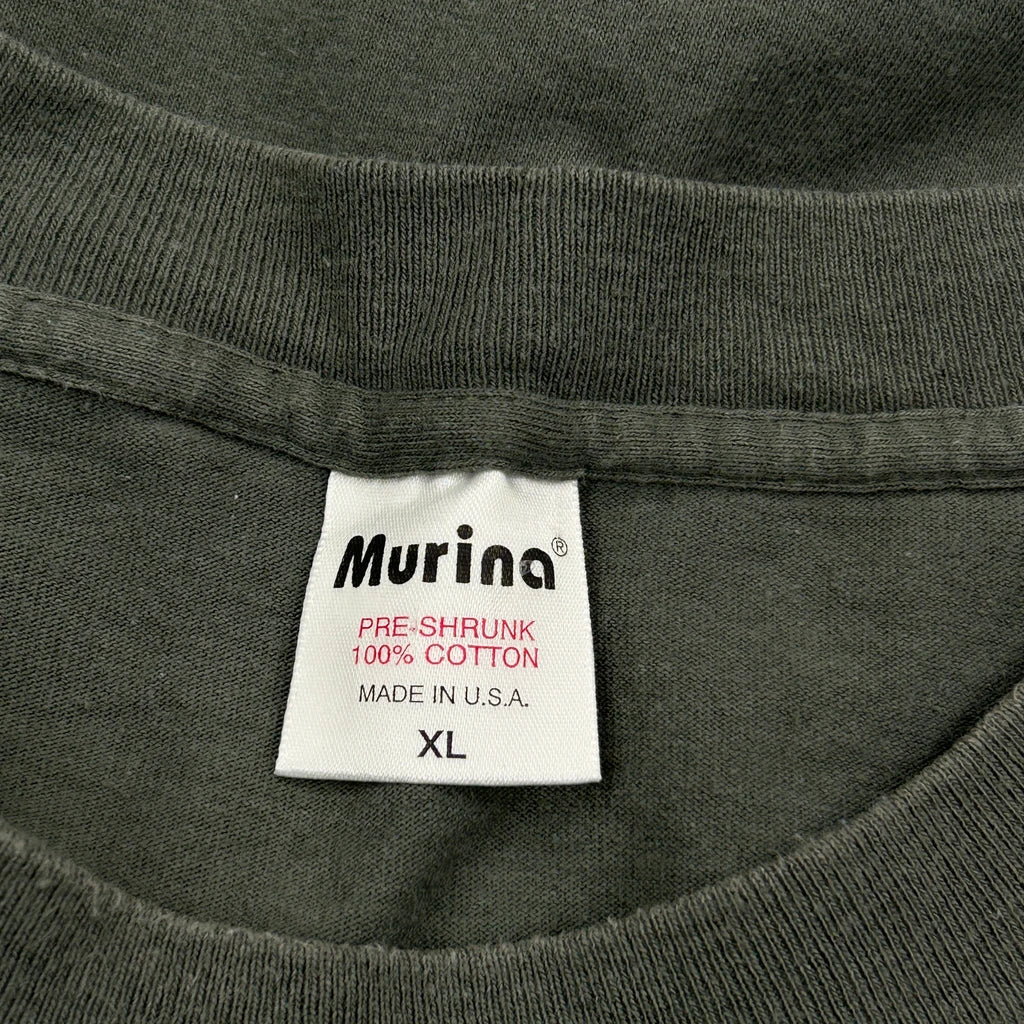 Murina®
PRE-SHRUNK
100% COTTON
MADE IN U.S.A.
XL